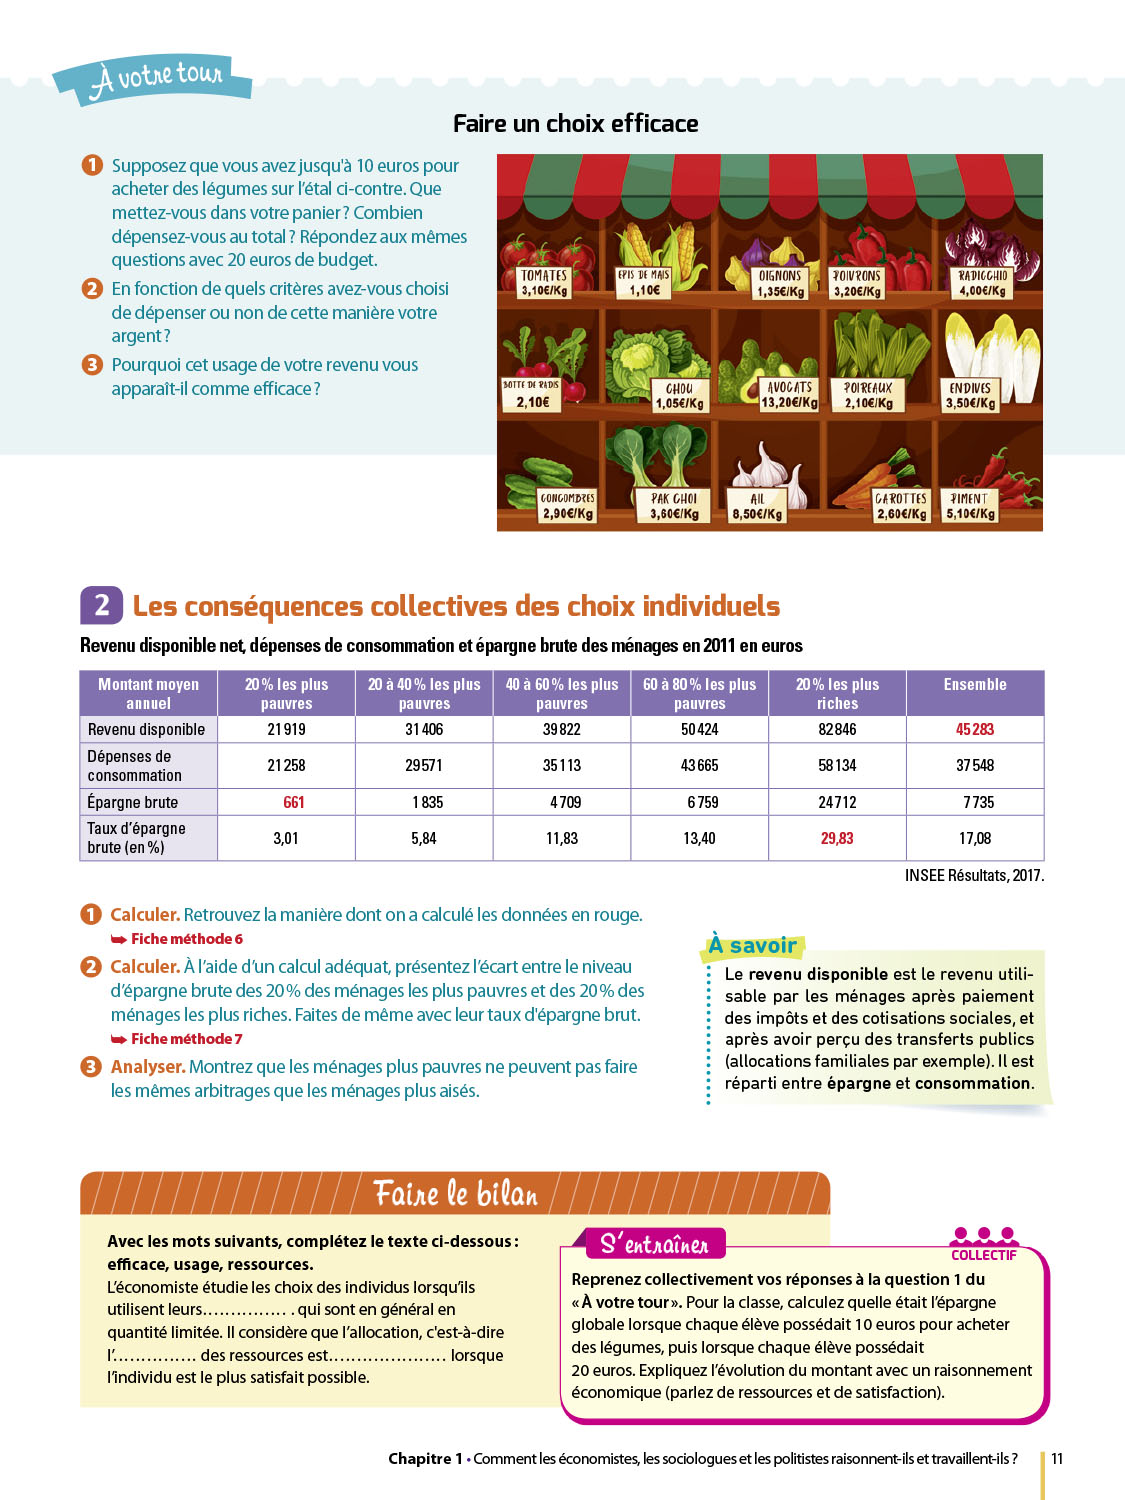 À votre tour
Faire un choix efficace
1 Supposez que vous avez jusqu'à 10 euros pour
acheter des légumes sur l’étal ci-contre. Que
mettez-vous dans votre panier ? Combien
dépensez-vous au total ? Répondez aux mêmes
questions avec 20 euros de budget.
2 En fonction de quels critères avez-vous choisi
de dépenser ou non de cette manière votre
argent ?
3 Pourquoi cet usage de votre revenu vous
apparaît-il comme efficace ?
TOMATES
3,10€/Kg
EPIS DE MAIS
1,10€
OIGNONS
1,35€/Kg
POIVRONS
3,20€/Kg
RADICCHIO
4,00€/Kg
BOTTE DE RADIS
2,10€
CHOU
1,05€/Kg
AVOCATS
13,20€/Kg
POIREAUX
2,10€/Kg
ENDIVES
3,50€/Kg
CONCOMBRES
2,90€/Kg
PAK CHOI
3,60€/Kg
AIL
8,50€/Kg
CAROTTES
2,60€/Kg
PIMENT
5,10€/Kg
2 Les conséquences collectives des choix individuels
Revenu disponible net, dépenses de consommation et épargne brute des ménages en 2011 en euros
Montant moyen annuel | 20 % les plus pauvres | 20 à 40 % les plus pauvres | 40 à 60 % les plus pauvres | 60 à 80 % les plus pauvres | 20 % les plus riches | Ensemble
Revenu disponible 21 919 31 406 39 822 50 424 82 846 45 283
Dépenses de consommation 21 258 29 571 35 113 43 665 58 134 37 548
Épargne brute 661 1 835 4 709 6 759 24 712 7 735
Taux d’épargne brute (en %) 3,01 5,84 11,83 13,40 29,83 17,08
INSEE Résultats, 2017.
1 Calculer. Retrouvez la manière dont on a calculé les données en rouge.
➥ Fiche méthode 6
2 Calculer. À l’aide d’un calcul adéquat, présentez l’écart entre le niveau
d’épargne brute des 20 % des ménages les plus pauvres et des 20 % des
ménages les plus riches. Faites de même avec leur taux d'épargne brut.
➥ Fiche méthode 7
3 Analyser. Montrez que les ménages plus pauvres ne peuvent pas faire
les mêmes arbitrages que les ménages plus aisés.
À savoir
Le revenu disponible est le revenu utili-
sable par les ménages après paiement
des impôts et des cotisations sociales, et
après avoir perçu des transferts publics
(allocations familiales par exemple). Il est
réparti entre épargne et consommation.
Faire le bilan
Avec les mots suivants, complétez le texte ci-dessous :
efficace, usage, ressources.
L’économiste étudie les choix des individus lorsqu’ils
utilisent leurs............... . qui sont en général en
quantité limitée. Il considère que l’allocation, c'est-à-dire
l’............... des ressources est..................... lorsque
l’individu est le plus satisfait possible.
S’entraîner
COLLECTIF
Reprenez collectivement vos réponses à la question 1 du
« À votre tour ». Pour la classe, calculez quelle était l’épargne
globale lorsque chaque élève possédait 10 euros pour acheter
des légumes, puis lorsque chaque élève possédait
20 euros. Expliquez l’évolution du montant avec un raisonnement
économique (parlez de ressources et de satisfaction).
Chapitre 1 • Comment les économistes, les sociologues et les politistes raisonnent-ils et travaillent-ils ? 11